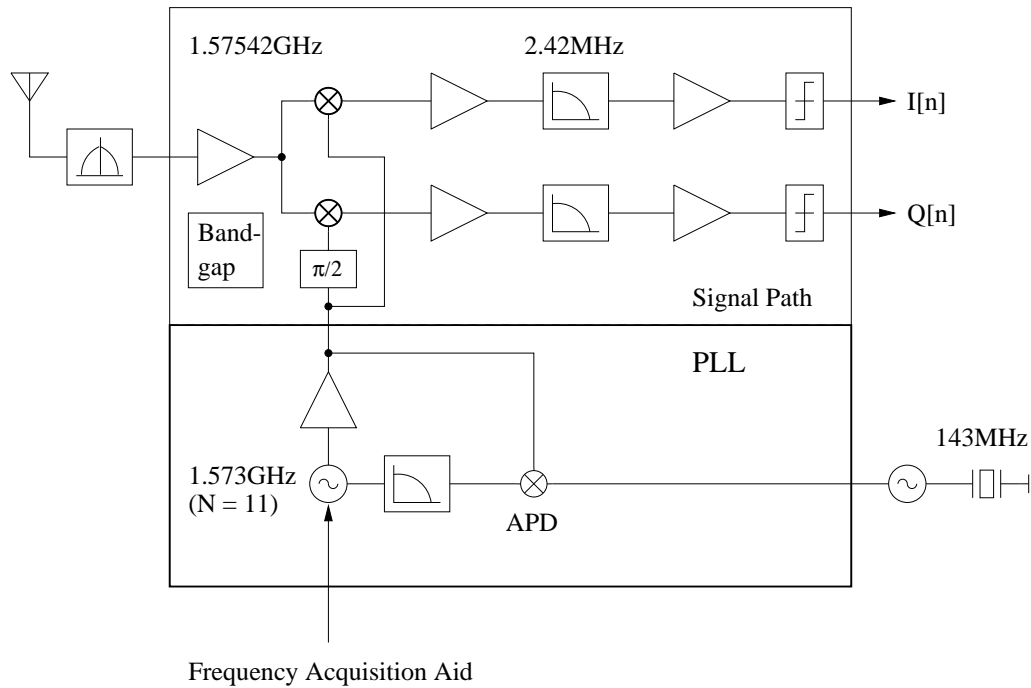 1.57542GHz
2.42MHz
I[n]
Q[n]
Band-
gap
π/2
Signal Path
PLL
143MHz
1.573GHz
(N = 11)
APD
Frequency Acquisition Aid